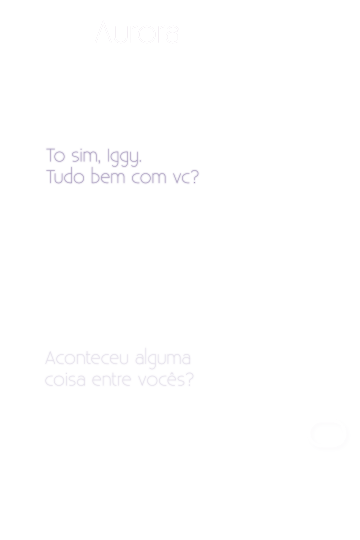 Aurora
To sim, Iggy.
Tudo bem com vc?
Aconteceu alguma
coisa entre vocês?